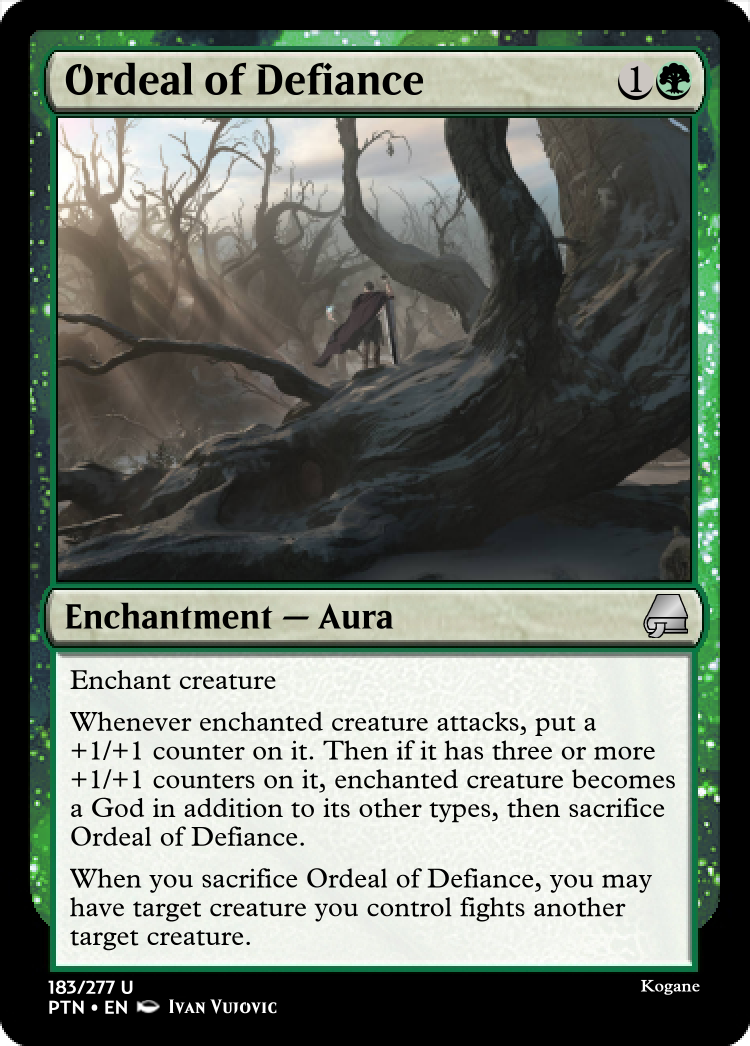 Ordeal of Defiance
1
Enchantment — Aura
Enchant creature
Whenever enchanted creature attacks, put a
+1/+1 counter on it. Then if it has three or more
+1/+1 counters on it, enchanted creature becomes
a God in addition to its other types, then sacrifice
Ordeal of Defiance.
When you sacrifice Ordeal of Defiance, you may
have target creature you control fights another
target creature.
183/277 U
Kogane
PTN • EN Ivan Vujovic